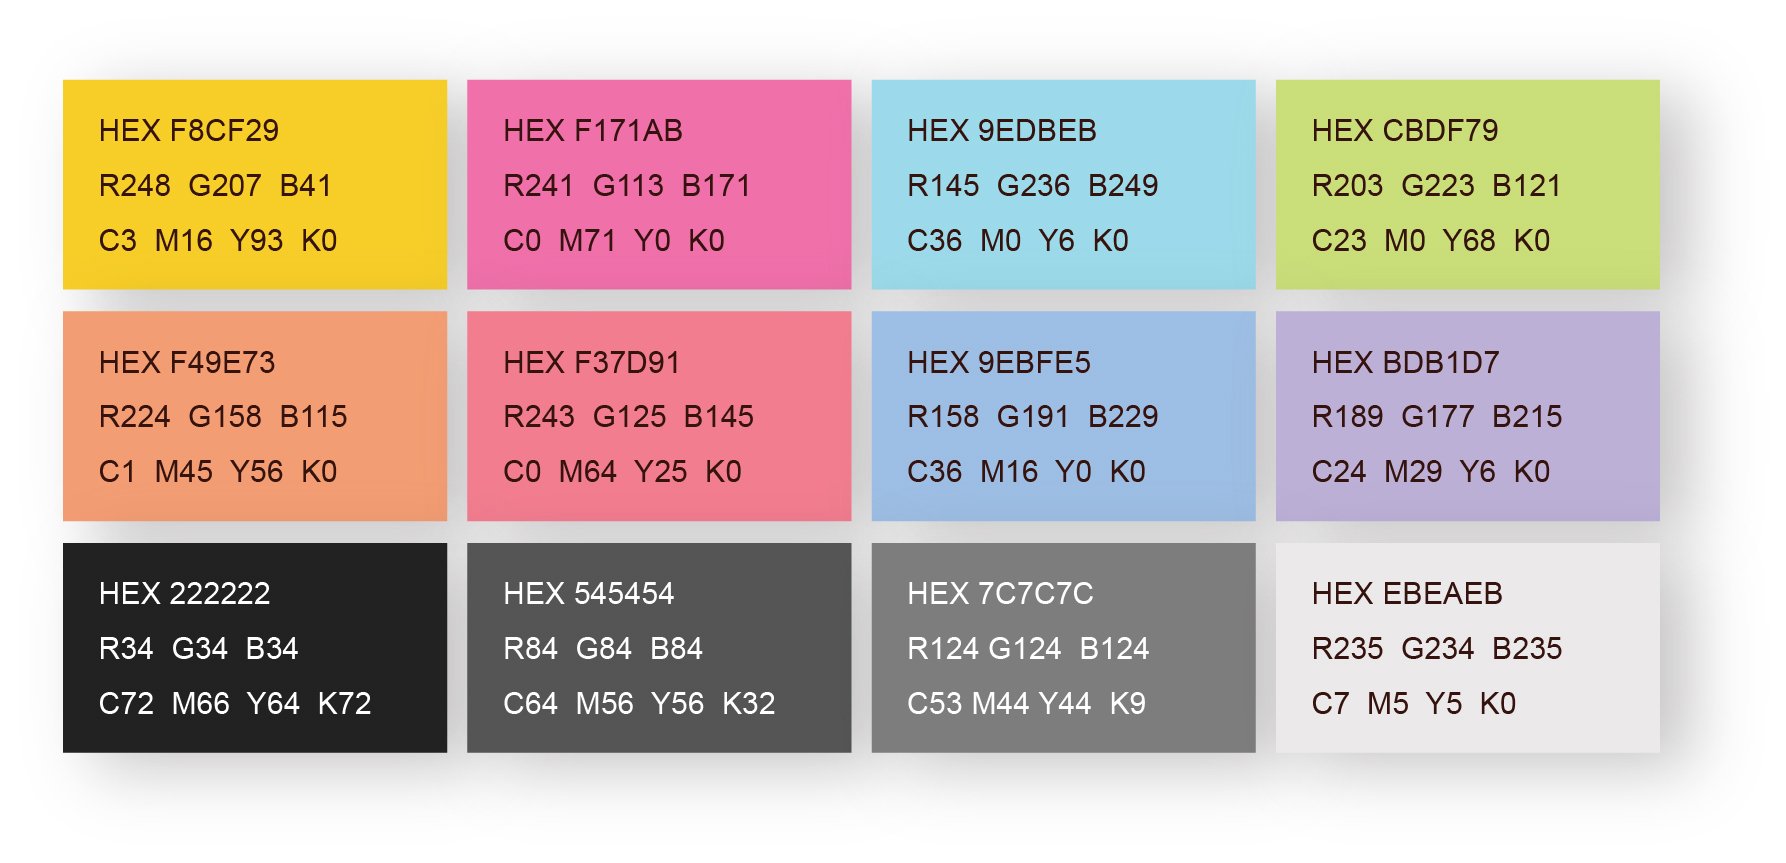 HEX F8CF29
R248 G207 B41
C3 M16 Y93 K0
HEX F171AB
R241 G113 B171
C0 M71 Y0 K0
HEX 9EDBEB
R145 G236 B249
C36 M0 Y6 K0
HEX CBDF79
R203 G223 B121
C23 M0 Y68 K0
HEX F49E73
R224 G158 B115
C1 M45 Y56 K0
HEX F37D91
R243 G125 B145
C0 M64 Y25 K0
HEX 9EBFE5
R158 G191 B229
C36 M16 Y0 K0
HEX BDB1D7
R189 G177 B215
C24 M29 Y6 K0
HEX 222222
R34 G34 B34
C72 M66 Y64 K72
HEX 545454
R84 G84 B84
C64 M56 Y56 K32
HEX 7C7C7C
R124 G124 B124
C53 M44 Y44 K9
HEX EBEAEB
R235 G234 B235
C7 M5 Y5 K0